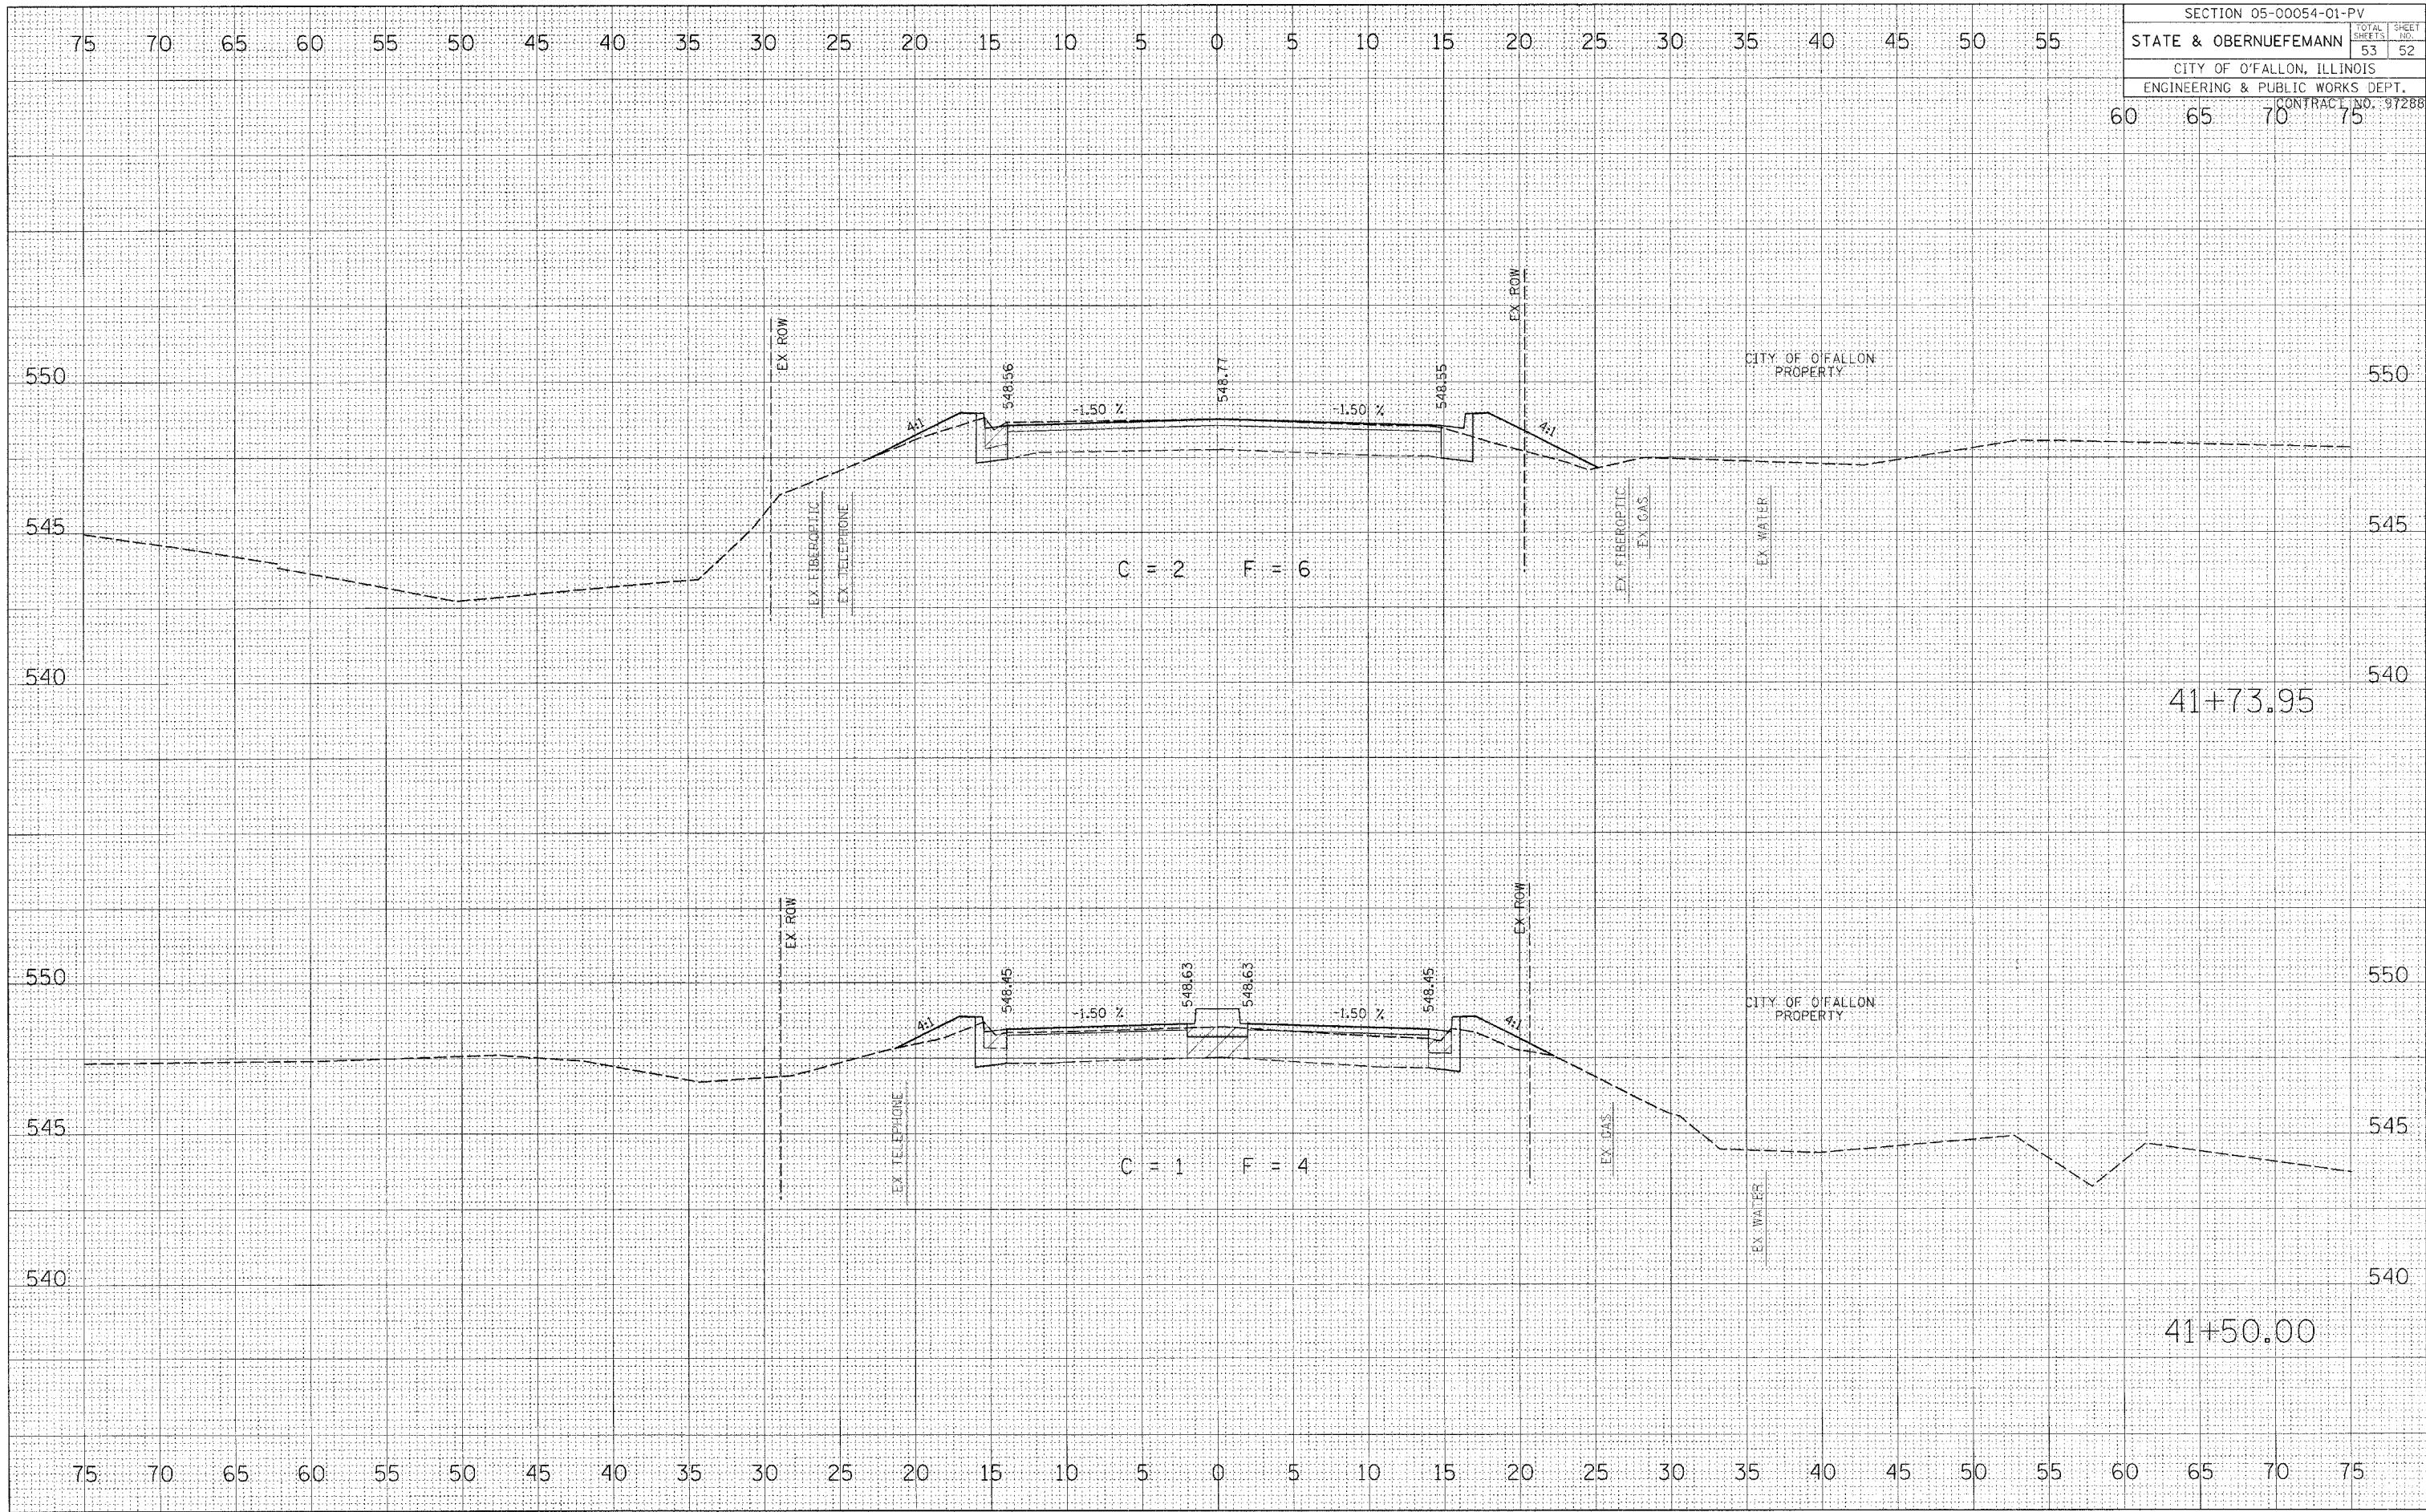 SECTION 05-00054-01-PV
STATE & OBERNUEFEMANN
TOTAL SHEETS
SHEET NO.
53 52
CITY OF O'FALLON, ILLINOIS
ENGINEERING & PUBLIC WORKS DEPT.
CONTRACT NO. 97288
75 70 65 60 55 50 45 40 35 30 25 20 15 10 5 0 5 10 15 20 25 30 35 40 45 50 55
60 65 70 75
EX ROW
EX ROW
548.56
548.77
548.55
CITY OF O'FALLON
PROPERTY
550 550
4:1 -1.50 % -1.50 % 4:1
545 545
EX FIBEROPTIC
EX TELEPHONE
EX FIBEROPTIC
EX GAS
EX WATER
C = 2 F = 6
540 540
41+73.95
EX ROW
EX ROW
548.45
548.63
548.63
548.45
550 550
CITY OF O'FALLON
PROPERTY
4:1 -1.50 % -1.50 % 4:1
545 545
EX TELEPHONE
EX GAS
EX WATER
C = 1 F = 4
540 540
41+50.00
75 70 65 60 55 50 45 40 35 30 25 20 15 10 5 0 5 10 15 20 25 30 35 40 45 50 55 60 65 70 75